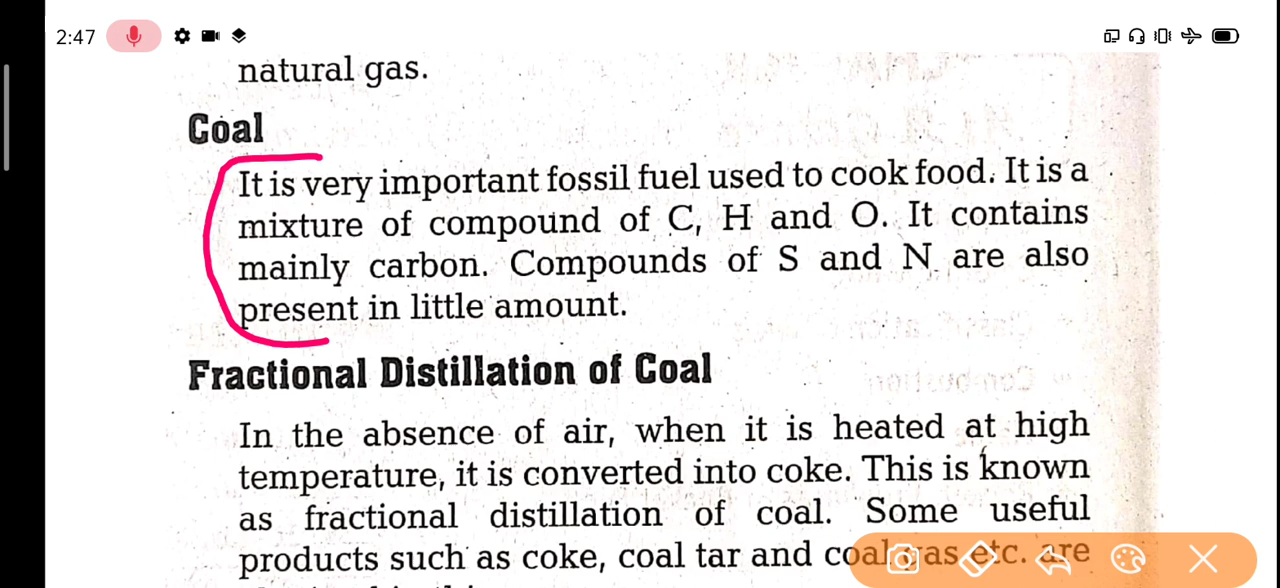 2:47
natural gas.
Coal
It is very important fossil fuel used to cook food. It is a
mixture of compound of C, H and O. It contains
mainly carbon. Compounds of S and N are also
present in little amount.
Fractional Distillation of Coal
In the absence of air, when it is heated at high
temperature, it is converted into coke. This is known
as fractional distillation of coal. Some useful
products such as coke, coal tar and coal gas etc. are